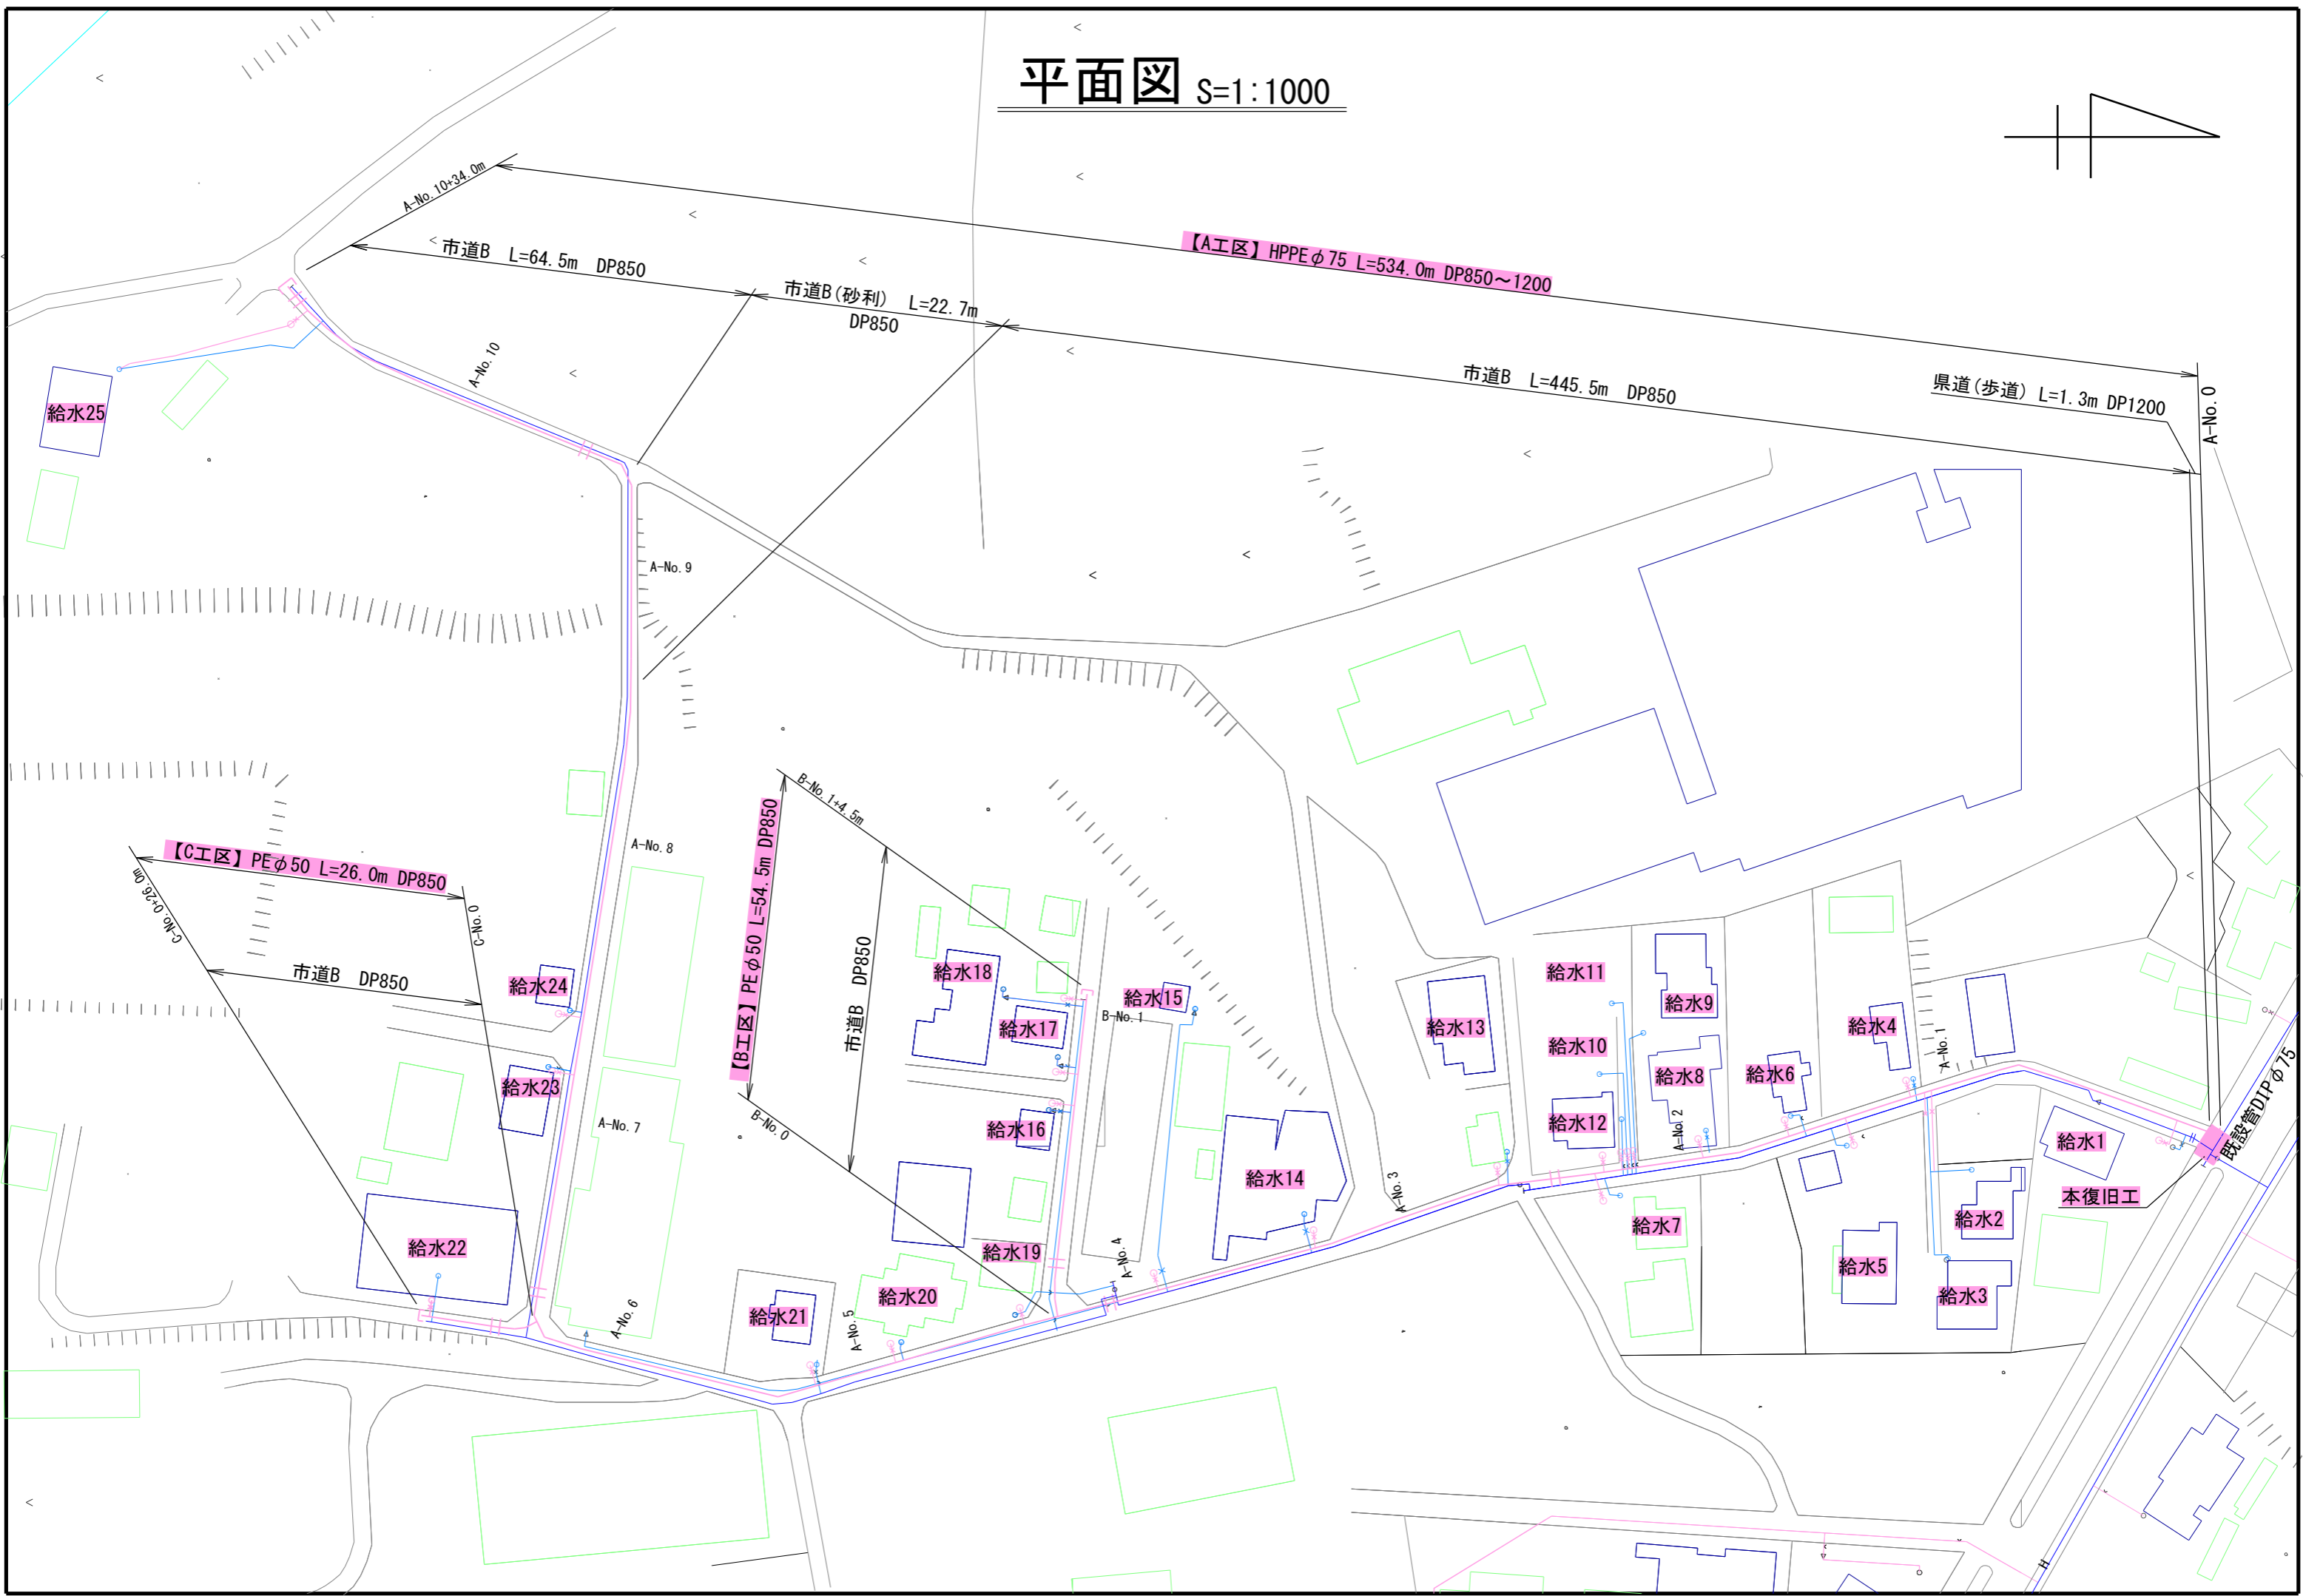 平面図 S=1:1000
A-No.10+34.0m
市道B L=64.5m DP850
市道B(砂利) L=22.7m
DP850
【A工区】HPPEφ75 L=534.0m DP850～1200
市道B L=445.5m DP850
県道(歩道) L=1.3m DP1200
A-No.0
A-No.10
給水25
A-No.9
A-No.8
B-No.1+4.5m
【B工区】PEφ50 L=54.5m DP850
市道B DP850
B-No.0
【C工区】PEφ50 L=26.0m DP850
C-No.0+26.0m
C-No.0
市道B DP850
給水24
給水23
給水22
A-No.7
A-No.6
給水18
給水17
給水15
B-No.1
給水16
給水19
給水20
給水21
A-No.5
A-No.4
給水14
A-No.3
給水13
給水11
給水10
給水12
給水9
給水8
A-No.2
給水6
給水4
A-No.1
給水7
給水5
給水2
給水3
給水1
本復旧工
既設管DIPφ75